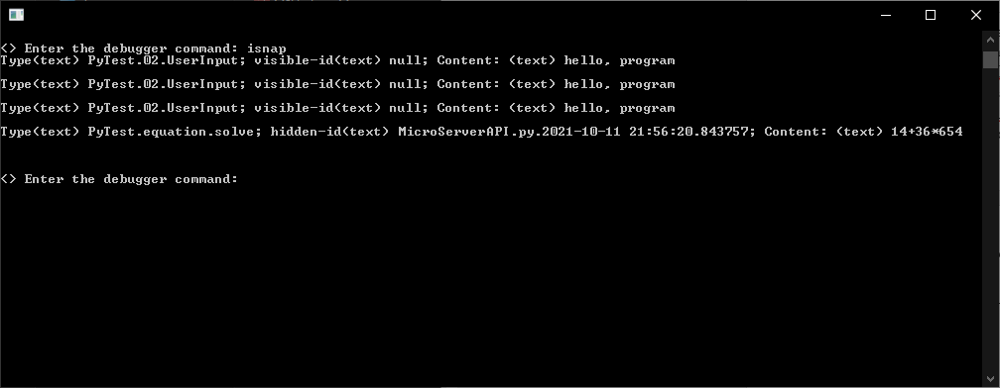 <> Enter the debugger command: isnap
Type(text) PyTest.02.UserInput; visible-id(text) null; Content: (text) hello, program
Type(text) PyTest.02.UserInput; visible-id(text) null; Content: (text) hello, program
Type(text) PyTest.02.UserInput; visible-id(text) null; Content: (text) hello, program
Type(text) PyTest.equation.solve; hidden-id(text) MicroServerAPI.py.2021-10-11 21:56:20.843757; Content: (text) 14+36*654
<> Enter the debugger command: